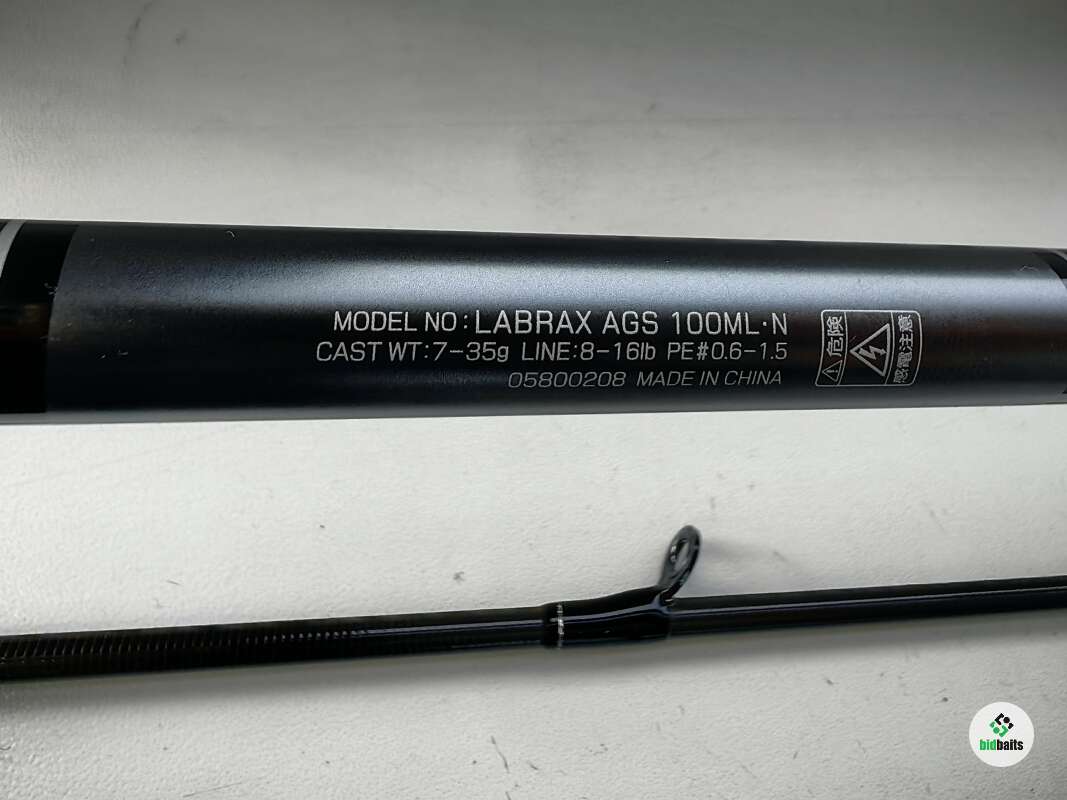 MODEL NO: LABRAX AGS 100ML·N
CAST WT:7-35g LINE:8-16lb PE#0.6-1.5
05800208 MADE IN CHINA
危険
感電注意
bidbaits